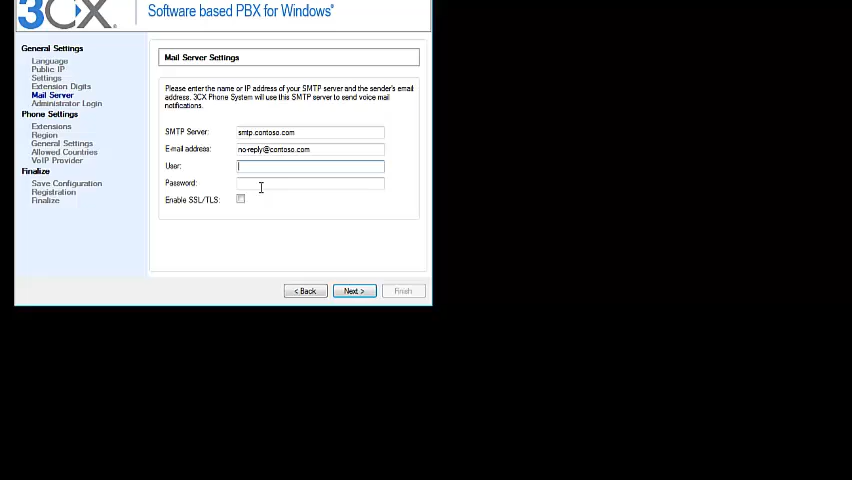 3CX
Software based PBX for Windows®
General Settings
Language
Public IP
Settings
Extension Digits
Mail Server
Administrator Login
Phone Settings
Extensions
Region
General Settings
Allowed Countries
VoIP Provider
Finalize
Save Configuration
Registration
Finalize
Mail Server Settings
Please enter the name or IP address of your SMTP server and the sender's email
address. 3CX Phone System will use this SMTP server to send voice mail
notifications.
SMTP Server: smtp.contoso.com
E-mail address: no-reply@contoso.com
User:
Password:
Enable SSL/TLS:
< Back Next > Finish